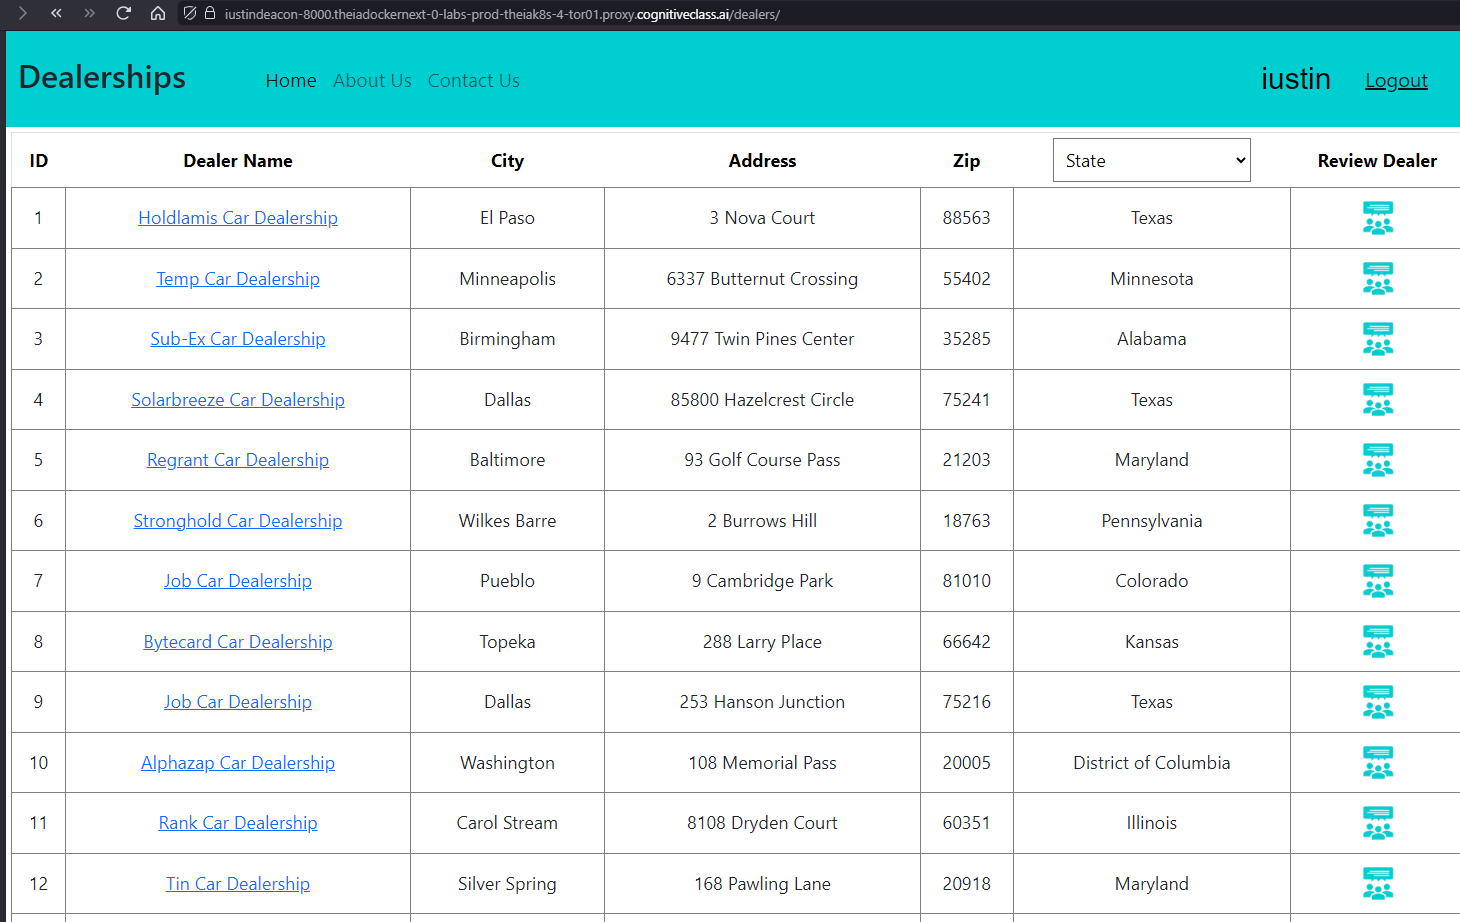 iustindeacon-8000.theiadockernext-0-labs-prod-theiak8s-4-tor01.proxy.cognitiveclass.ai/dealers/
Dealerships Home About Us Contact Us iustin Logout
ID Dealer Name City Address Zip State Review Dealer
1 Holdlamis Car Dealership El Paso 3 Nova Court 88563 Texas
2 Temp Car Dealership Minneapolis 6337 Butternut Crossing 55402 Minnesota
3 Sub-Ex Car Dealership Birmingham 9477 Twin Pines Center 35285 Alabama
4 Solarbreeze Car Dealership Dallas 85800 Hazelcrest Circle 75241 Texas
5 Regrant Car Dealership Baltimore 93 Golf Course Pass 21203 Maryland
6 Stronghold Car Dealership Wilkes Barre 2 Burrows Hill 18763 Pennsylvania
7 Job Car Dealership Pueblo 9 Cambridge Park 81010 Colorado
8 Bytecard Car Dealership Topeka 288 Larry Place 66642 Kansas
9 Job Car Dealership Dallas 253 Hanson Junction 75216 Texas
10 Alphazap Car Dealership Washington 108 Memorial Pass 20005 District of Columbia
11 Rank Car Dealership Carol Stream 8108 Dryden Court 60351 Illinois
12 Tin Car Dealership Silver Spring 168 Pawling Lane 20918 Maryland